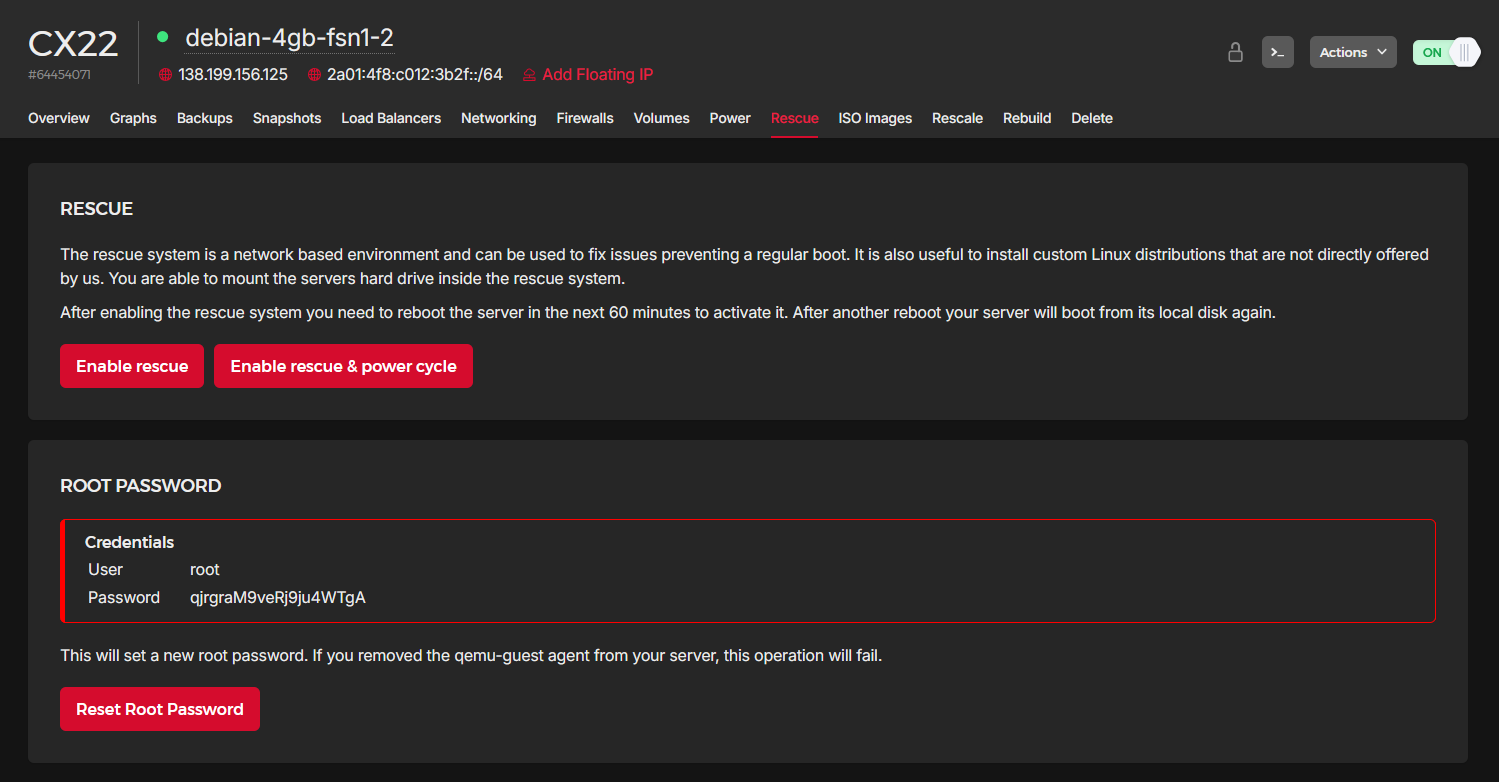 CX22
#64454071
debian-4gb-fsn1-2
138.199.156.125 2a01:4f8:c012:3b2f::/64 Add Floating IP
>_ Actions ON
Overview Graphs Backups Snapshots Load Balancers Networking Firewalls Volumes Power Rescue ISO Images Rescale Rebuild Delete
RESCUE
The rescue system is a network based environment and can be used to fix issues preventing a regular boot. It is also useful to install custom Linux distributions that are not directly offered
by us. You are able to mount the servers hard drive inside the rescue system.
After enabling the rescue system you need to reboot the server in the next 60 minutes to activate it. After another reboot your server will boot from its local disk again.
Enable rescue Enable rescue & power cycle
ROOT PASSWORD
Credentials
User root
Password qjrgraM9veRj9ju4WTgA
This will set a new root password. If you removed the qemu-guest agent from your server, this operation will fail.
Reset Root Password